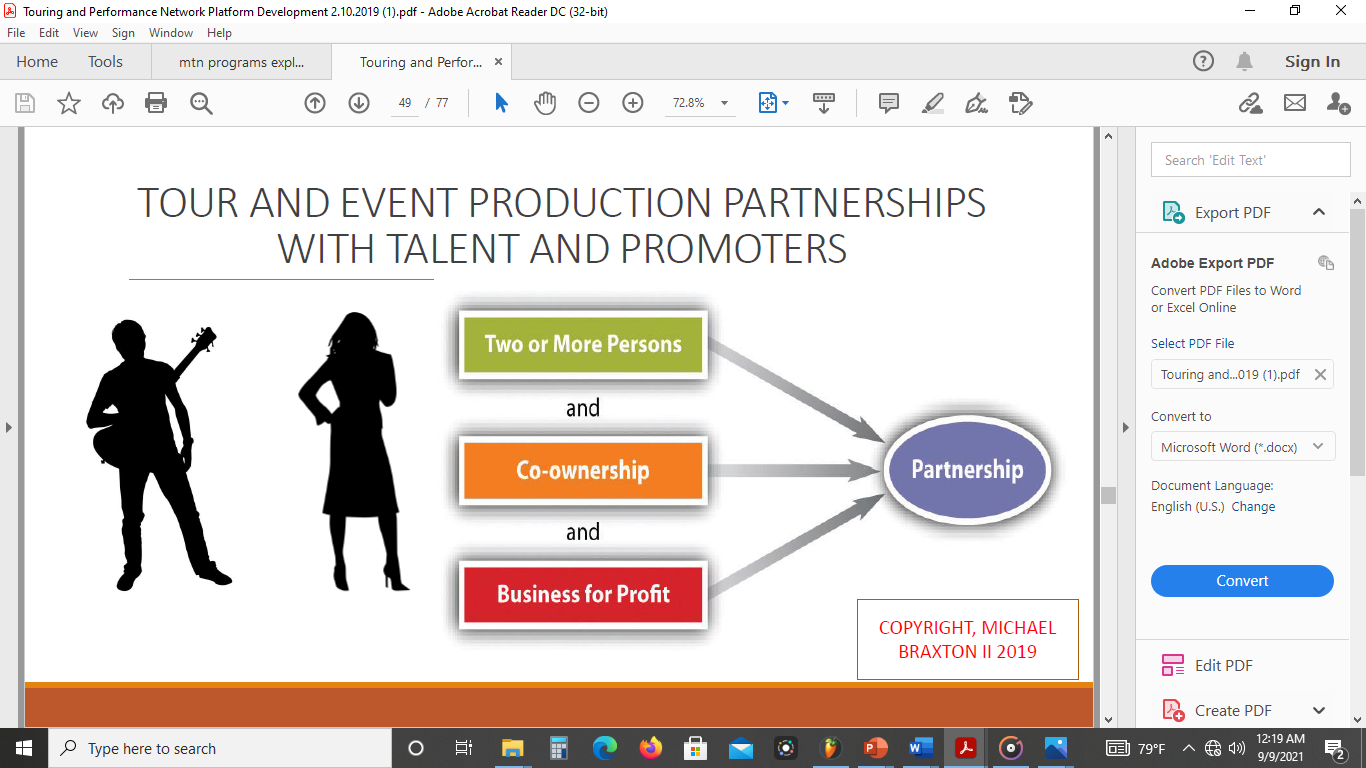 Touring and Performance Network Platform Development 2.10.2019 (1).pdf - Adobe Acrobat Reader DC (32-bit)
File Edit View Sign Window Help
Home Tools mtn programs expl... Touring and Perfor... ×
Sign In
49 / 77 72.8%
TOUR AND EVENT PRODUCTION PARTNERSHIPS
WITH TALENT AND PROMOTERS
Two or More Persons
and
Co-ownership
and
Business for Profit
Partnership
COPYRIGHT, MICHAEL
BRAXTON II 2019
Search 'Edit Text'
Export PDF
Adobe Export PDF
Convert PDF Files to Word
or Excel Online
Select PDF File
Touring and...019 (1).pdf
Convert to
Microsoft Word (*.docx)
Document Language:
English (U.S.) Change
Convert
Edit PDF
Create PDF
Type here to search
79°F
12:19 AM
9/9/2021
2